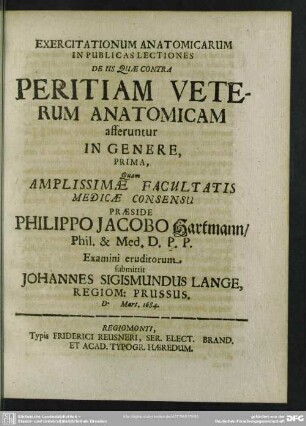 EXERCITATIONUM ANATOMICARUM
IN PUBLICAS LECTIONES
DE IIS QUÆ CONTRA
PERITIAM VETE-
RUM ANATOMICAM
afferuntur
IN GENERE,
PRIMA,
Quam
AMPLISSIMÆ FACULTATIS
MEDICÆ CONSENSU
PRÆSIDE
PHILIPPO JACOBO Hartmann/
Phil. & Med. D. P. P.
Examini eruditorum
submittit
JOHANNES SIGISMUNDUS LANGE,
REGIOM: PRUSSUS.
D. Mart. 1684.
REGIOMONTI,
Typis FRIDERICI REUSNERI, SER. ELECT. BRAND.
ET ACAD. TYPOGR. HÆREDUM.